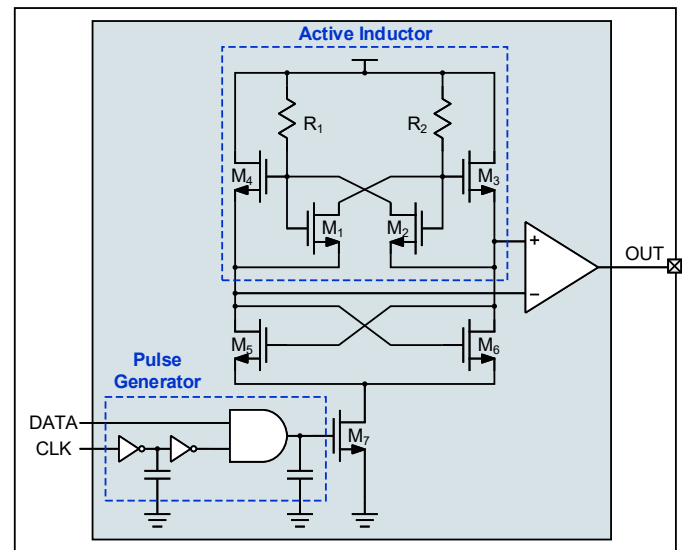 Active Inductor
R1 R2
M4 M3
M1 M2
+
OUT
−
M5 M6
Pulse
Generator
DATA
M7
CLK